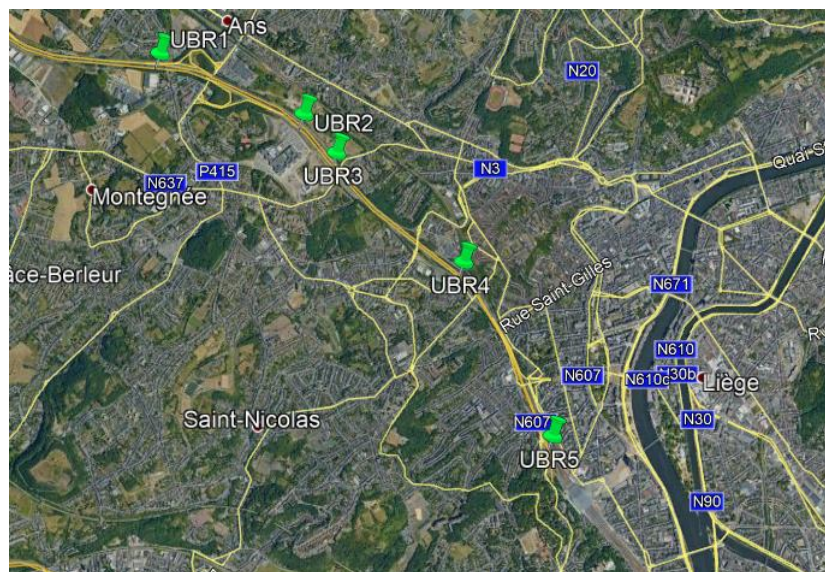 Ans
UBR1
N20
UBR2
Quai-S
UBR3
N3
P415
N637
Montegnée
âce-Berleur
UBR4
N671
Rue-Saint-Gilles
R
N610
N607
N610c
N30b
Liège
Saint-Nicolas
N607
N30
UBR5
N90